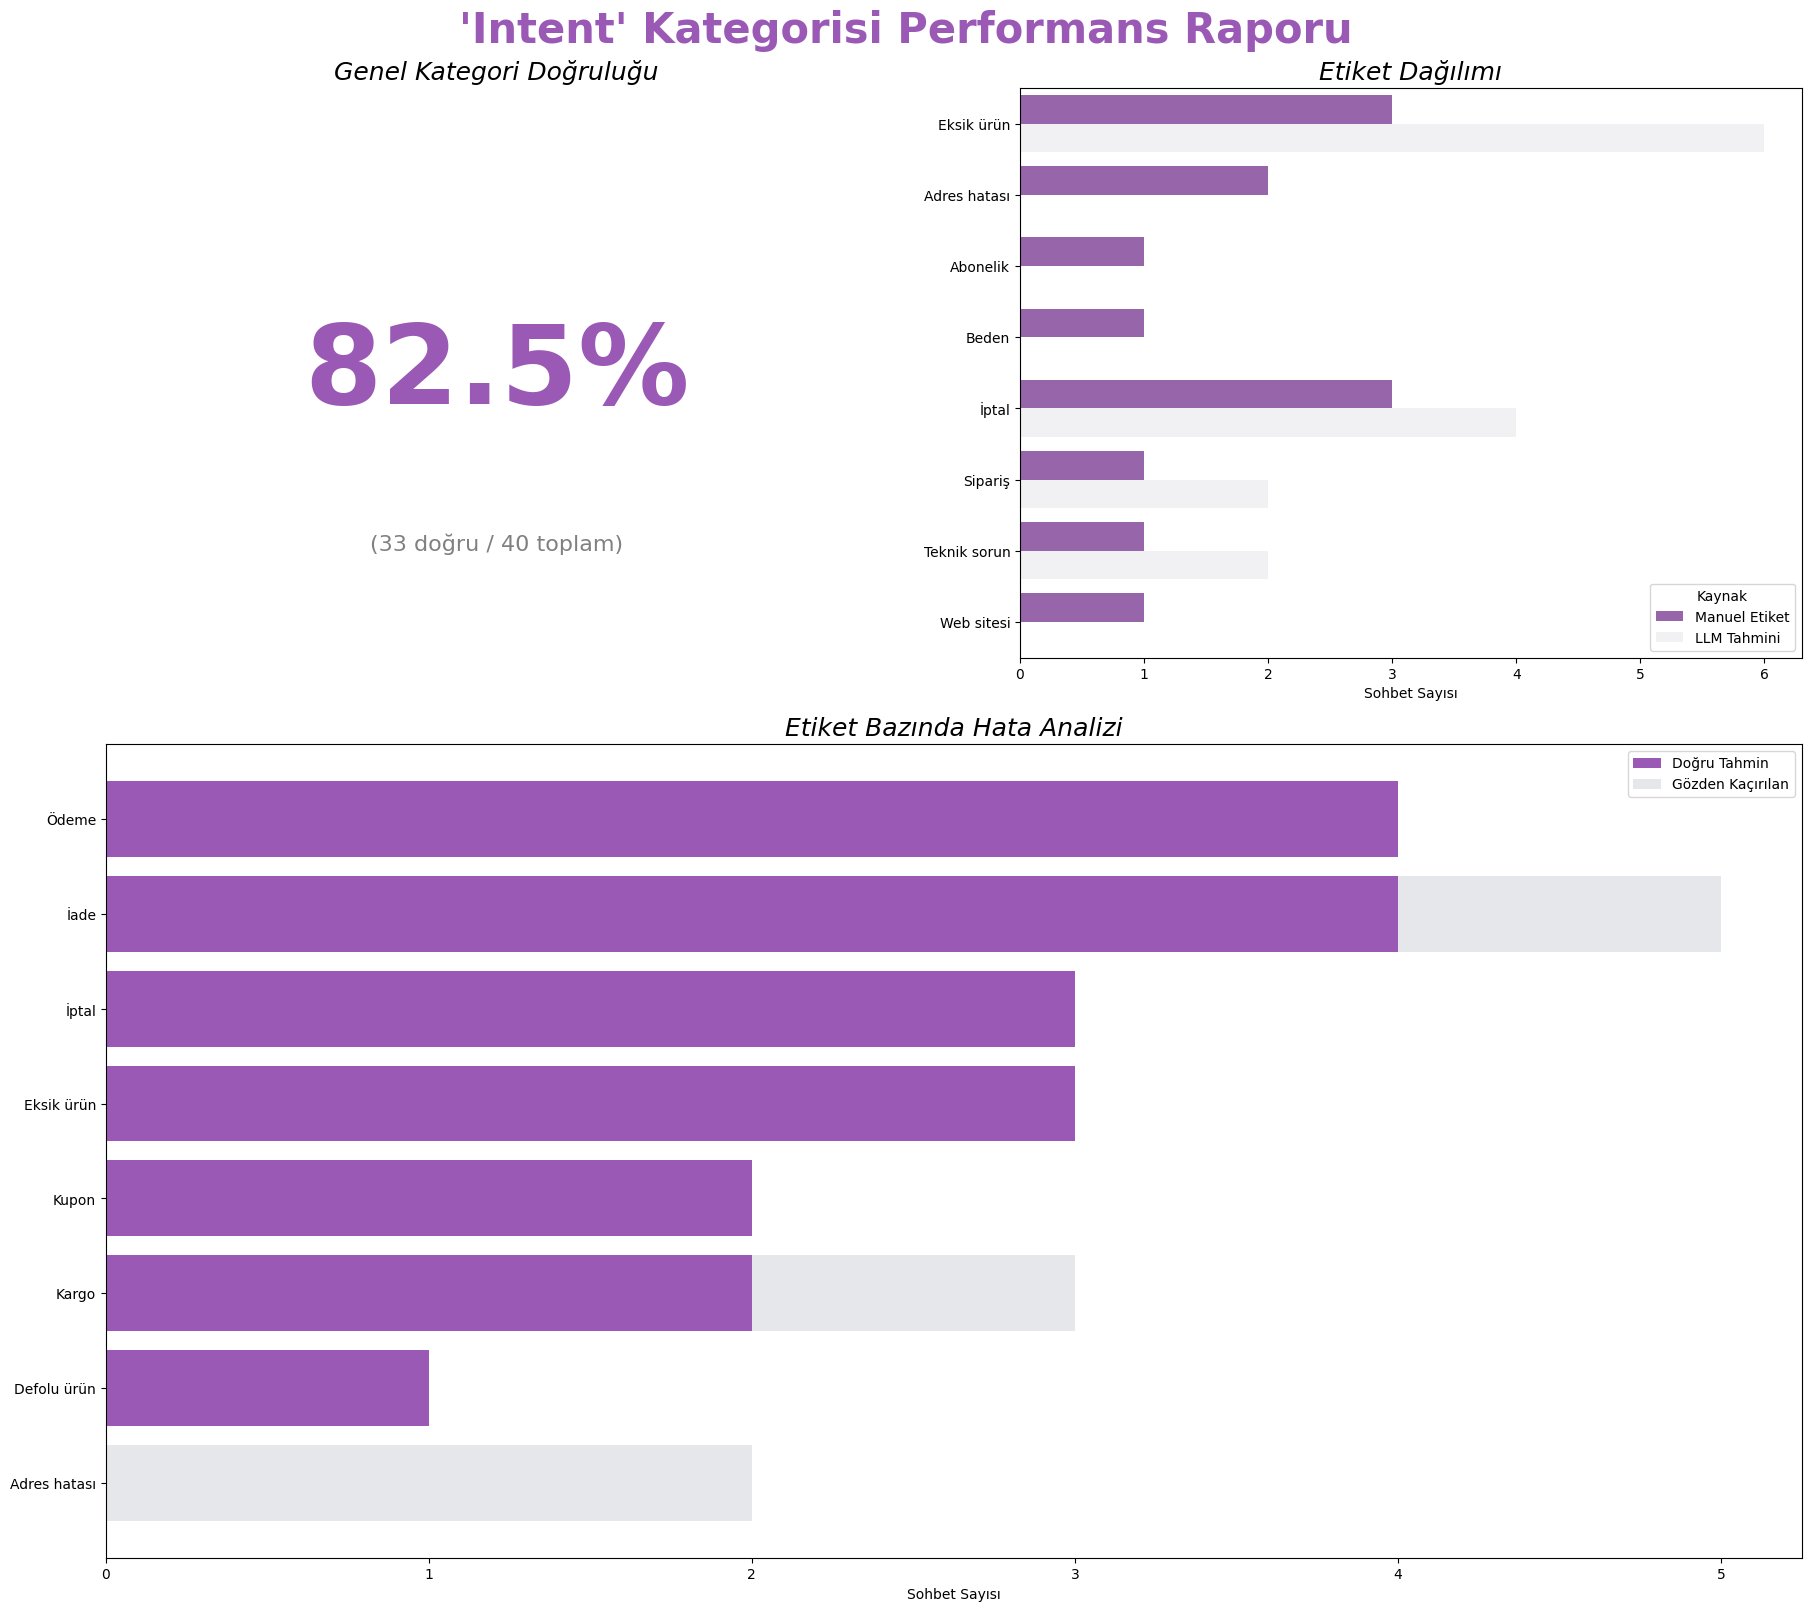 'Intent' Kategorisi Performans Raporu
Genel Kategori Doğruluğu
82.5%
(33 doğru / 40 toplam)
Etiket Dağılımı
Eksik ürün
Adres hatası
Abonelik
Beden
İptal
Sipariş
Teknik sorun
Web sitesi
Kaynak
Manuel Etiket
LLM Tahmini
0 1 2 3 4 5 6
Sohbet Sayısı
Etiket Bazında Hata Analizi
Doğru Tahmin
Gözden Kaçırılan
Ödeme
İade
İptal
Eksik ürün
Kupon
Kargo
Defolu ürün
Adres hatası
0 1 2 3 4 5
Sohbet Sayısı